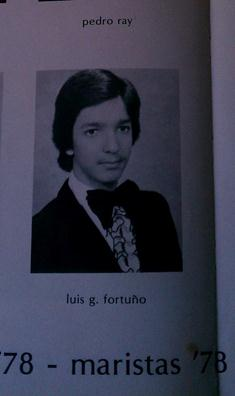 pedro ray
luis g. fortuño
'78 - maristas '78